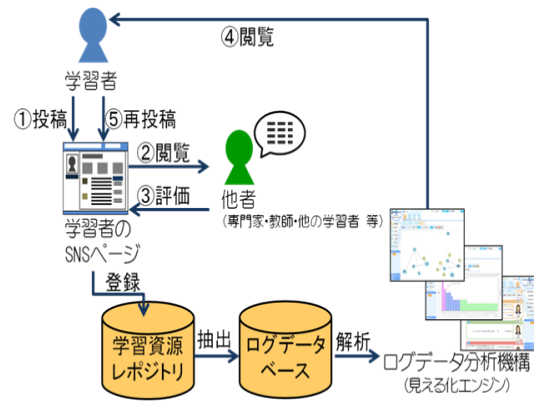 ④閲覧
学習者
①投稿
⑤再投稿
②閲覧
③評価
他者
(専門家・教師・他の学習者 等)
学習者の
SNSページ
登録
学習資源
レポジトリ
抽出
ログデータ
ベース
解析
ログデータ分析機構
(見える化エンジン)